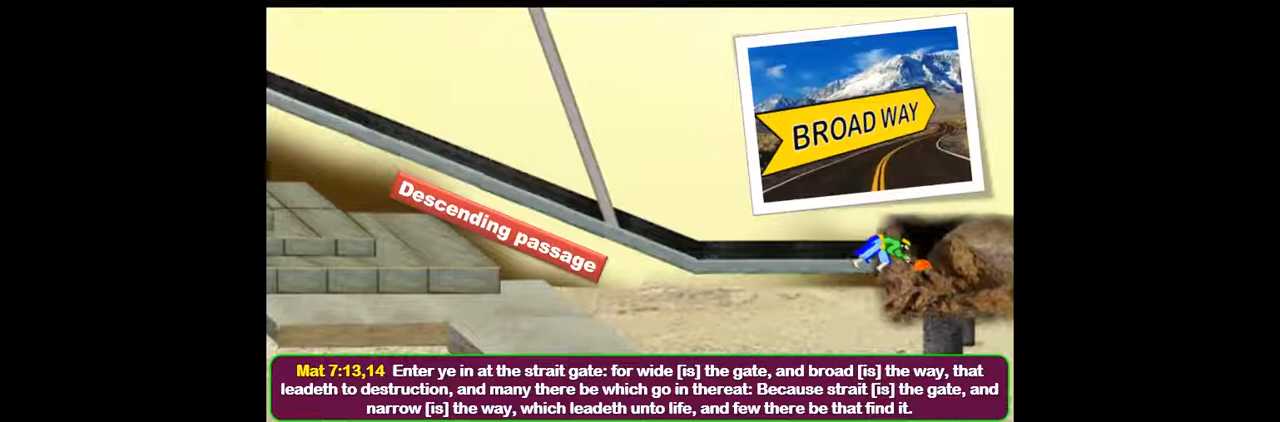 BROAD WAY
Descending passage
Mat 7:13,14 Enter ye in at the strait gate: for wide [is] the gate, and broad [is] the way, that
leadeth to destruction, and many there be which go in thereat: Because strait [is] the gate, and
narrow [is] the way, which leadeth unto life, and few there be that find it.